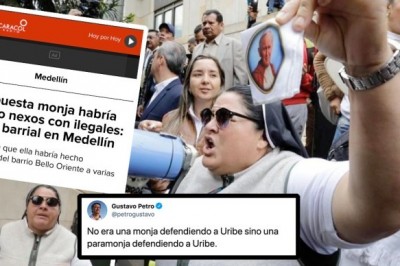 CARACOL
Hoy por Hoy
Medellín
uesta monja habría
o nexos con ilegales:
barrial en Medellín
que ella habría hecho
del barrio Bello Oriente a varias
Gustavo Petro
@petrogustavo
No era una monja defendiendo a Uribe sino una
paramonja defendiendo a Uribe.